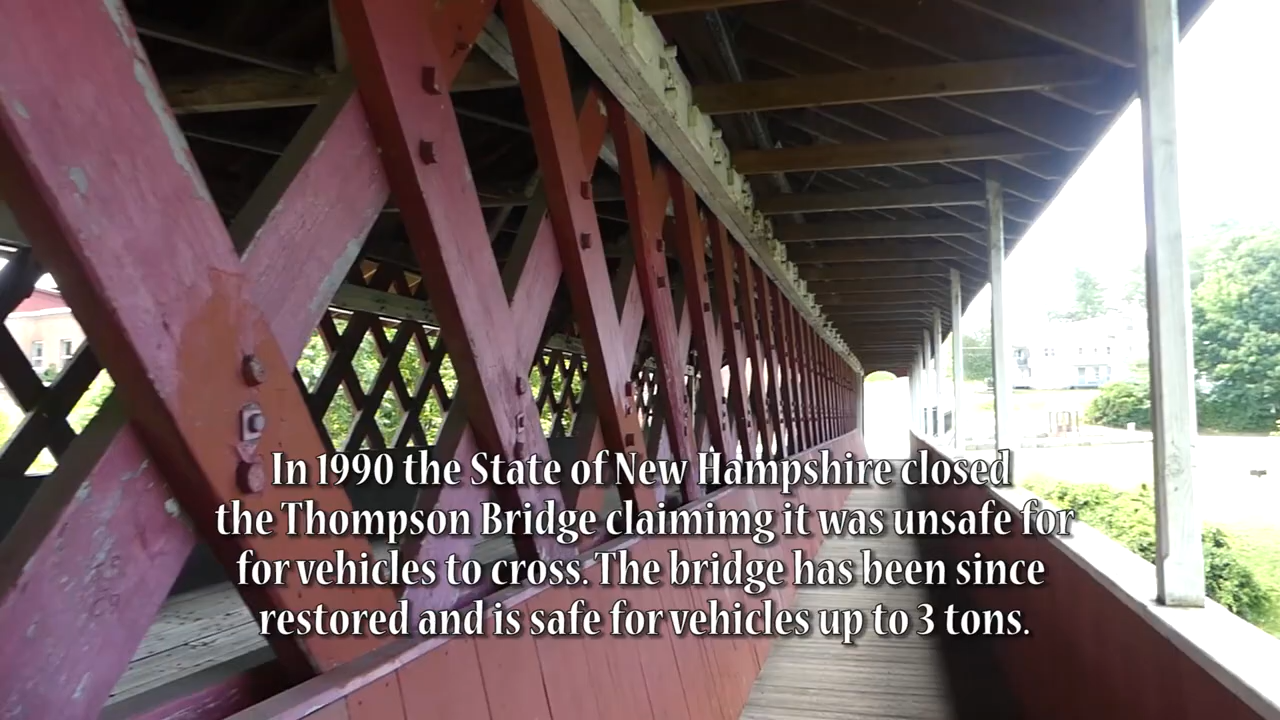 In 1990 the State of New Hampshire closed
the Thompson Bridge claimimg it was unsafe for
for vehicles to cross. The bridge has been since
restored and is safe for vehicles up to 3 tons.